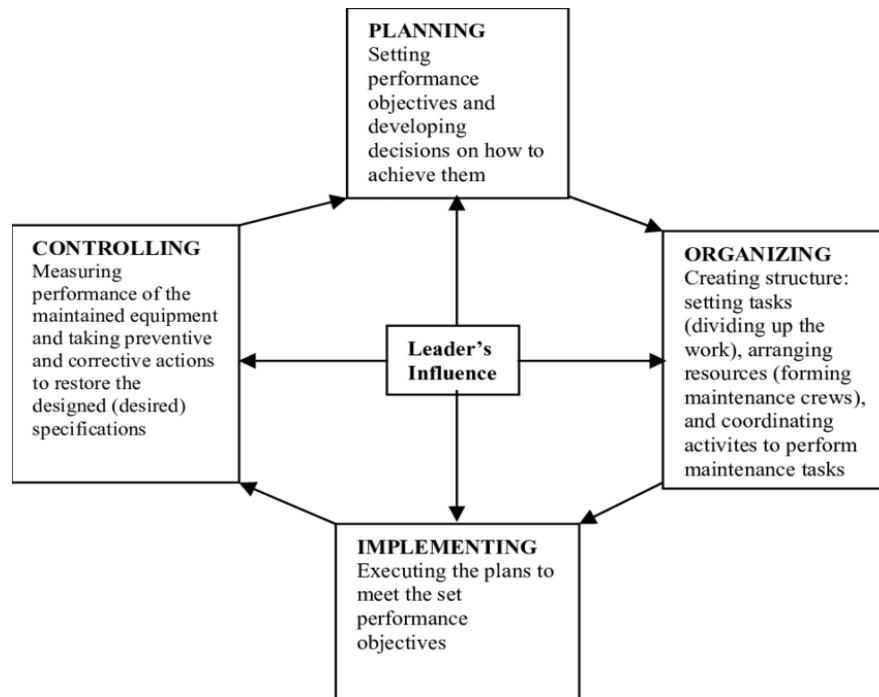 PLANNING
Setting
performance
objectives and
developing
decisions on how to
achieve them
CONTROLLING
Measuring
performance of the
maintained equipment
and taking preventive
and corrective actions
to restore the
designed (desired)
specifications
Leader's
Influence
ORGANIZING
Creating structure:
setting tasks
(dividing up the
work), arranging
resources (forming
maintenance crews),
and coordinating
activites to perform
maintenance tasks
IMPLEMENTING
Executing the plans to
meet the set
performance
objectives